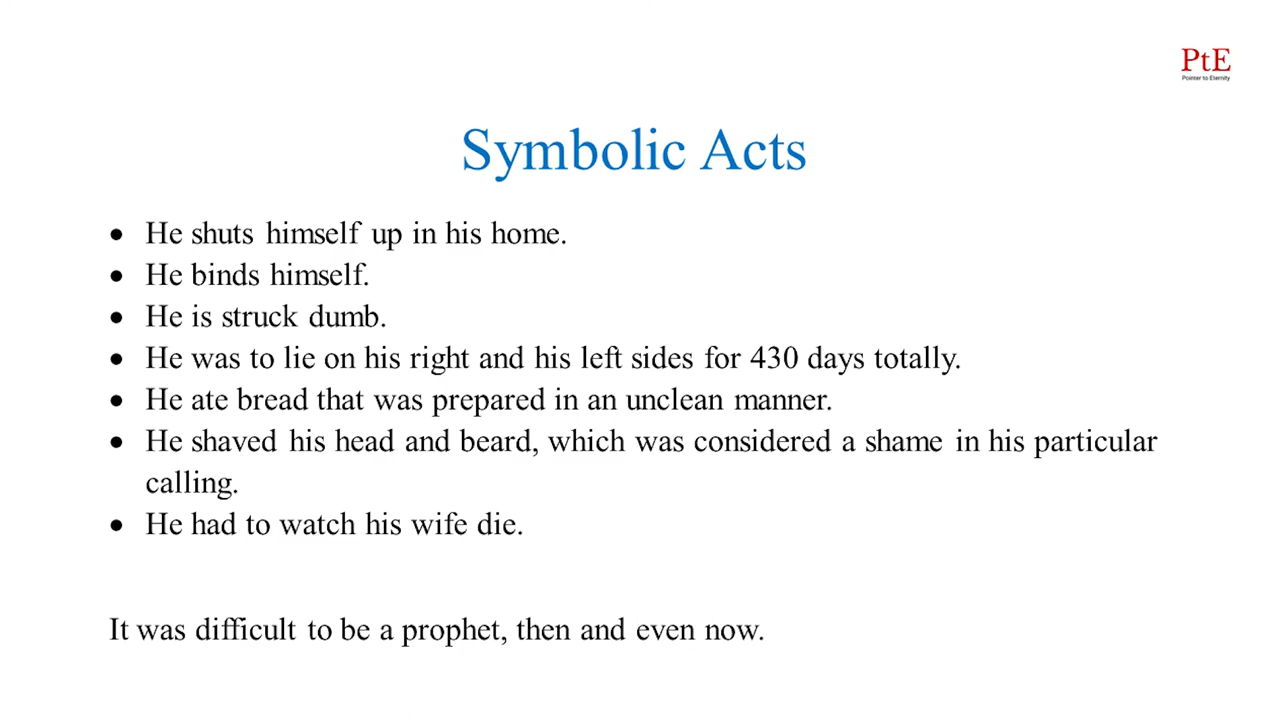 PtE
Pointer to Eternity
Symbolic Acts
• He shuts himself up in his home.
• He binds himself.
• He is struck dumb.
• He was to lie on his right and his left sides for 430 days totally.
• He ate bread that was prepared in an unclean manner.
• He shaved his head and beard, which was considered a shame in his particular
calling.
• He had to watch his wife die.
It was difficult to be a prophet, then and even now.